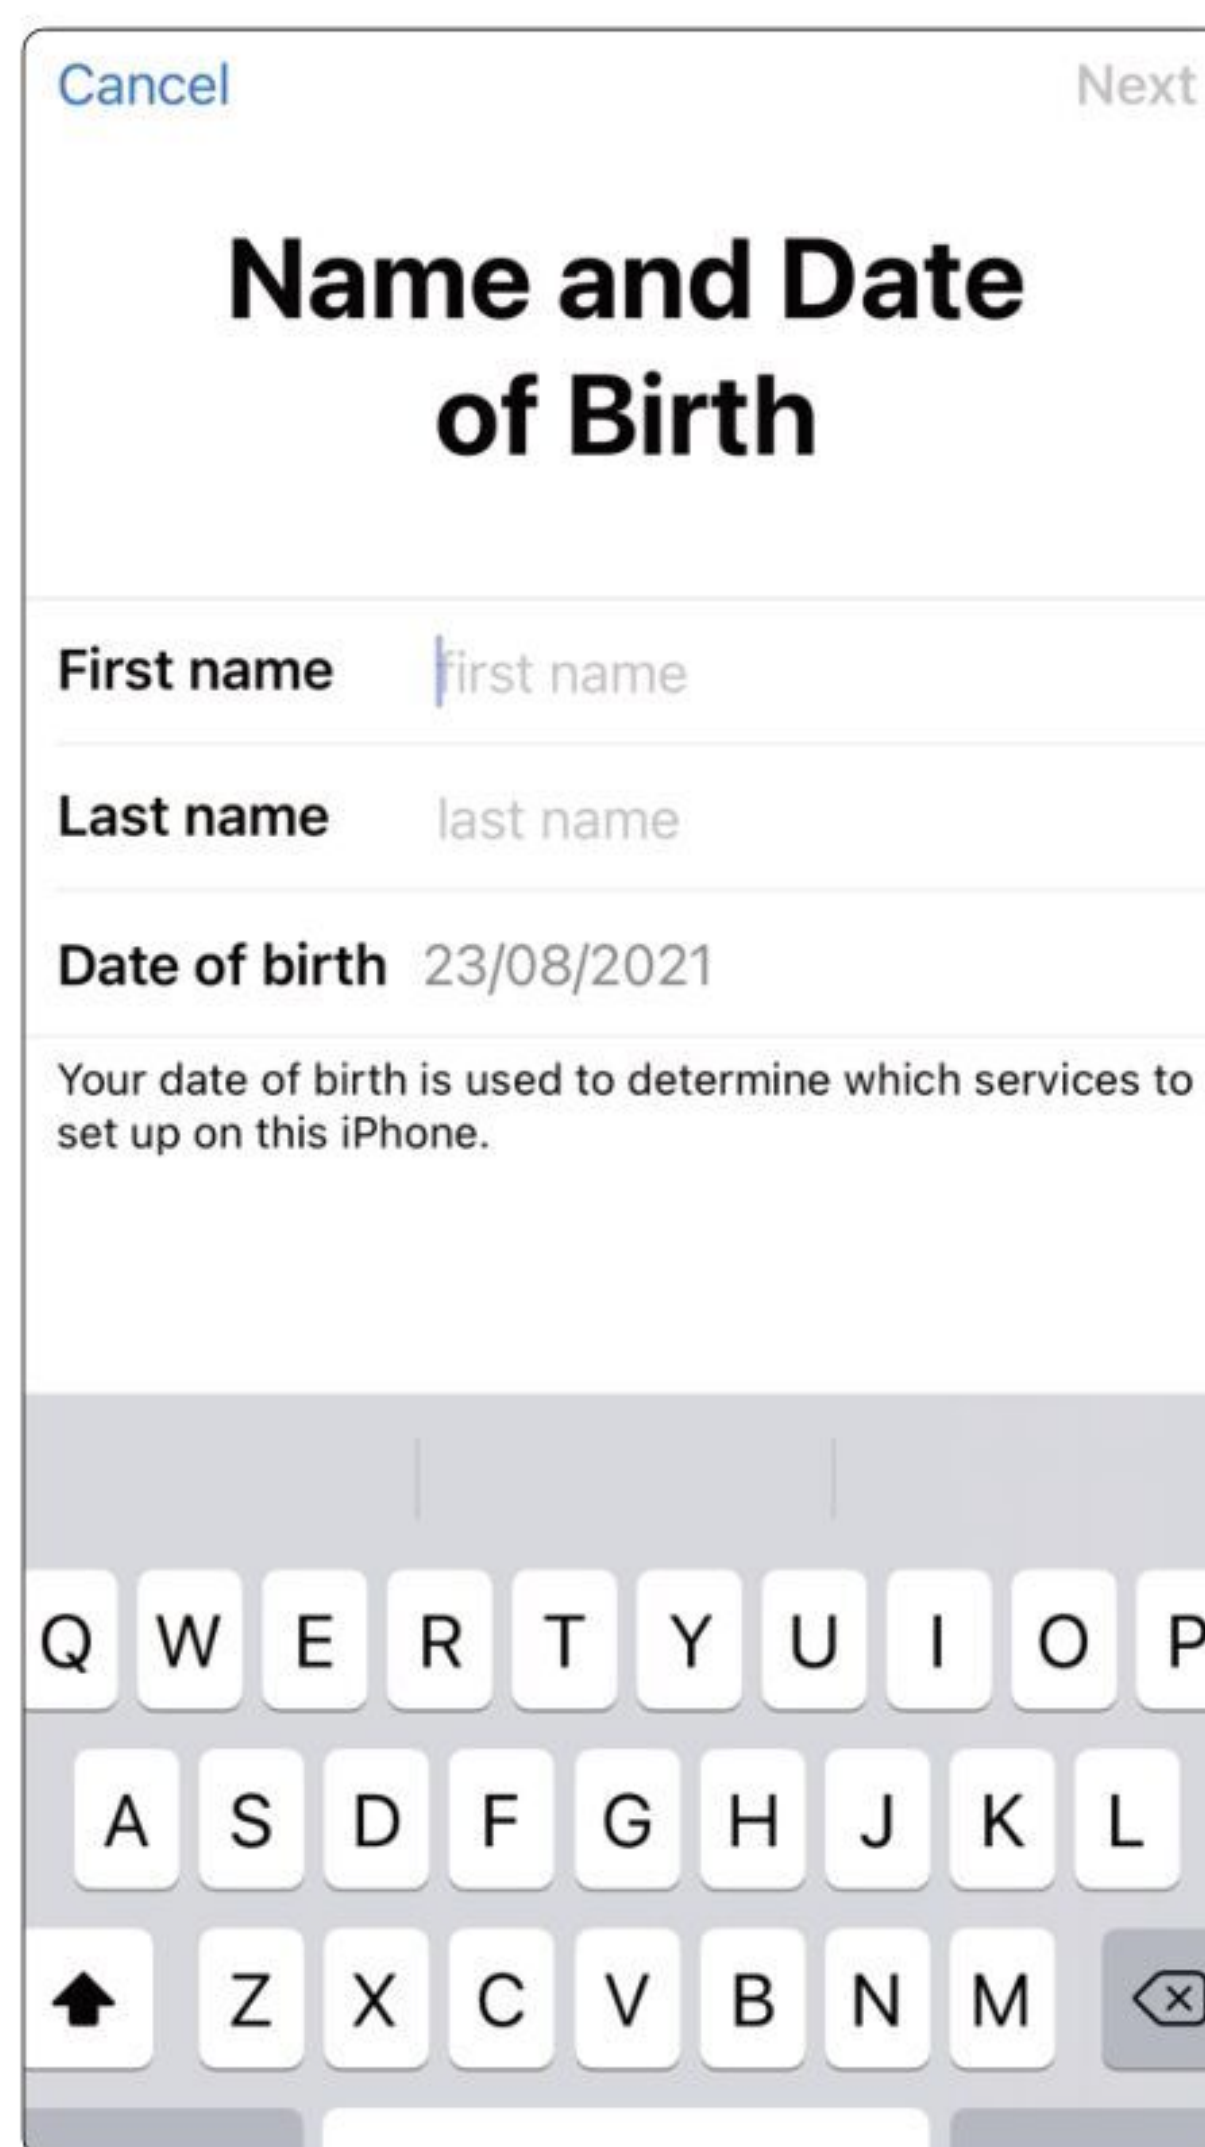 Cancel Next
Name and Date
of Birth
First name first name
Last name last name
Date of birth 23/08/2021
Your date of birth is used to determine which services to
set up on this iPhone.
Q W E R T Y U I O P
A S D F G H J K L
Z X C V B N M